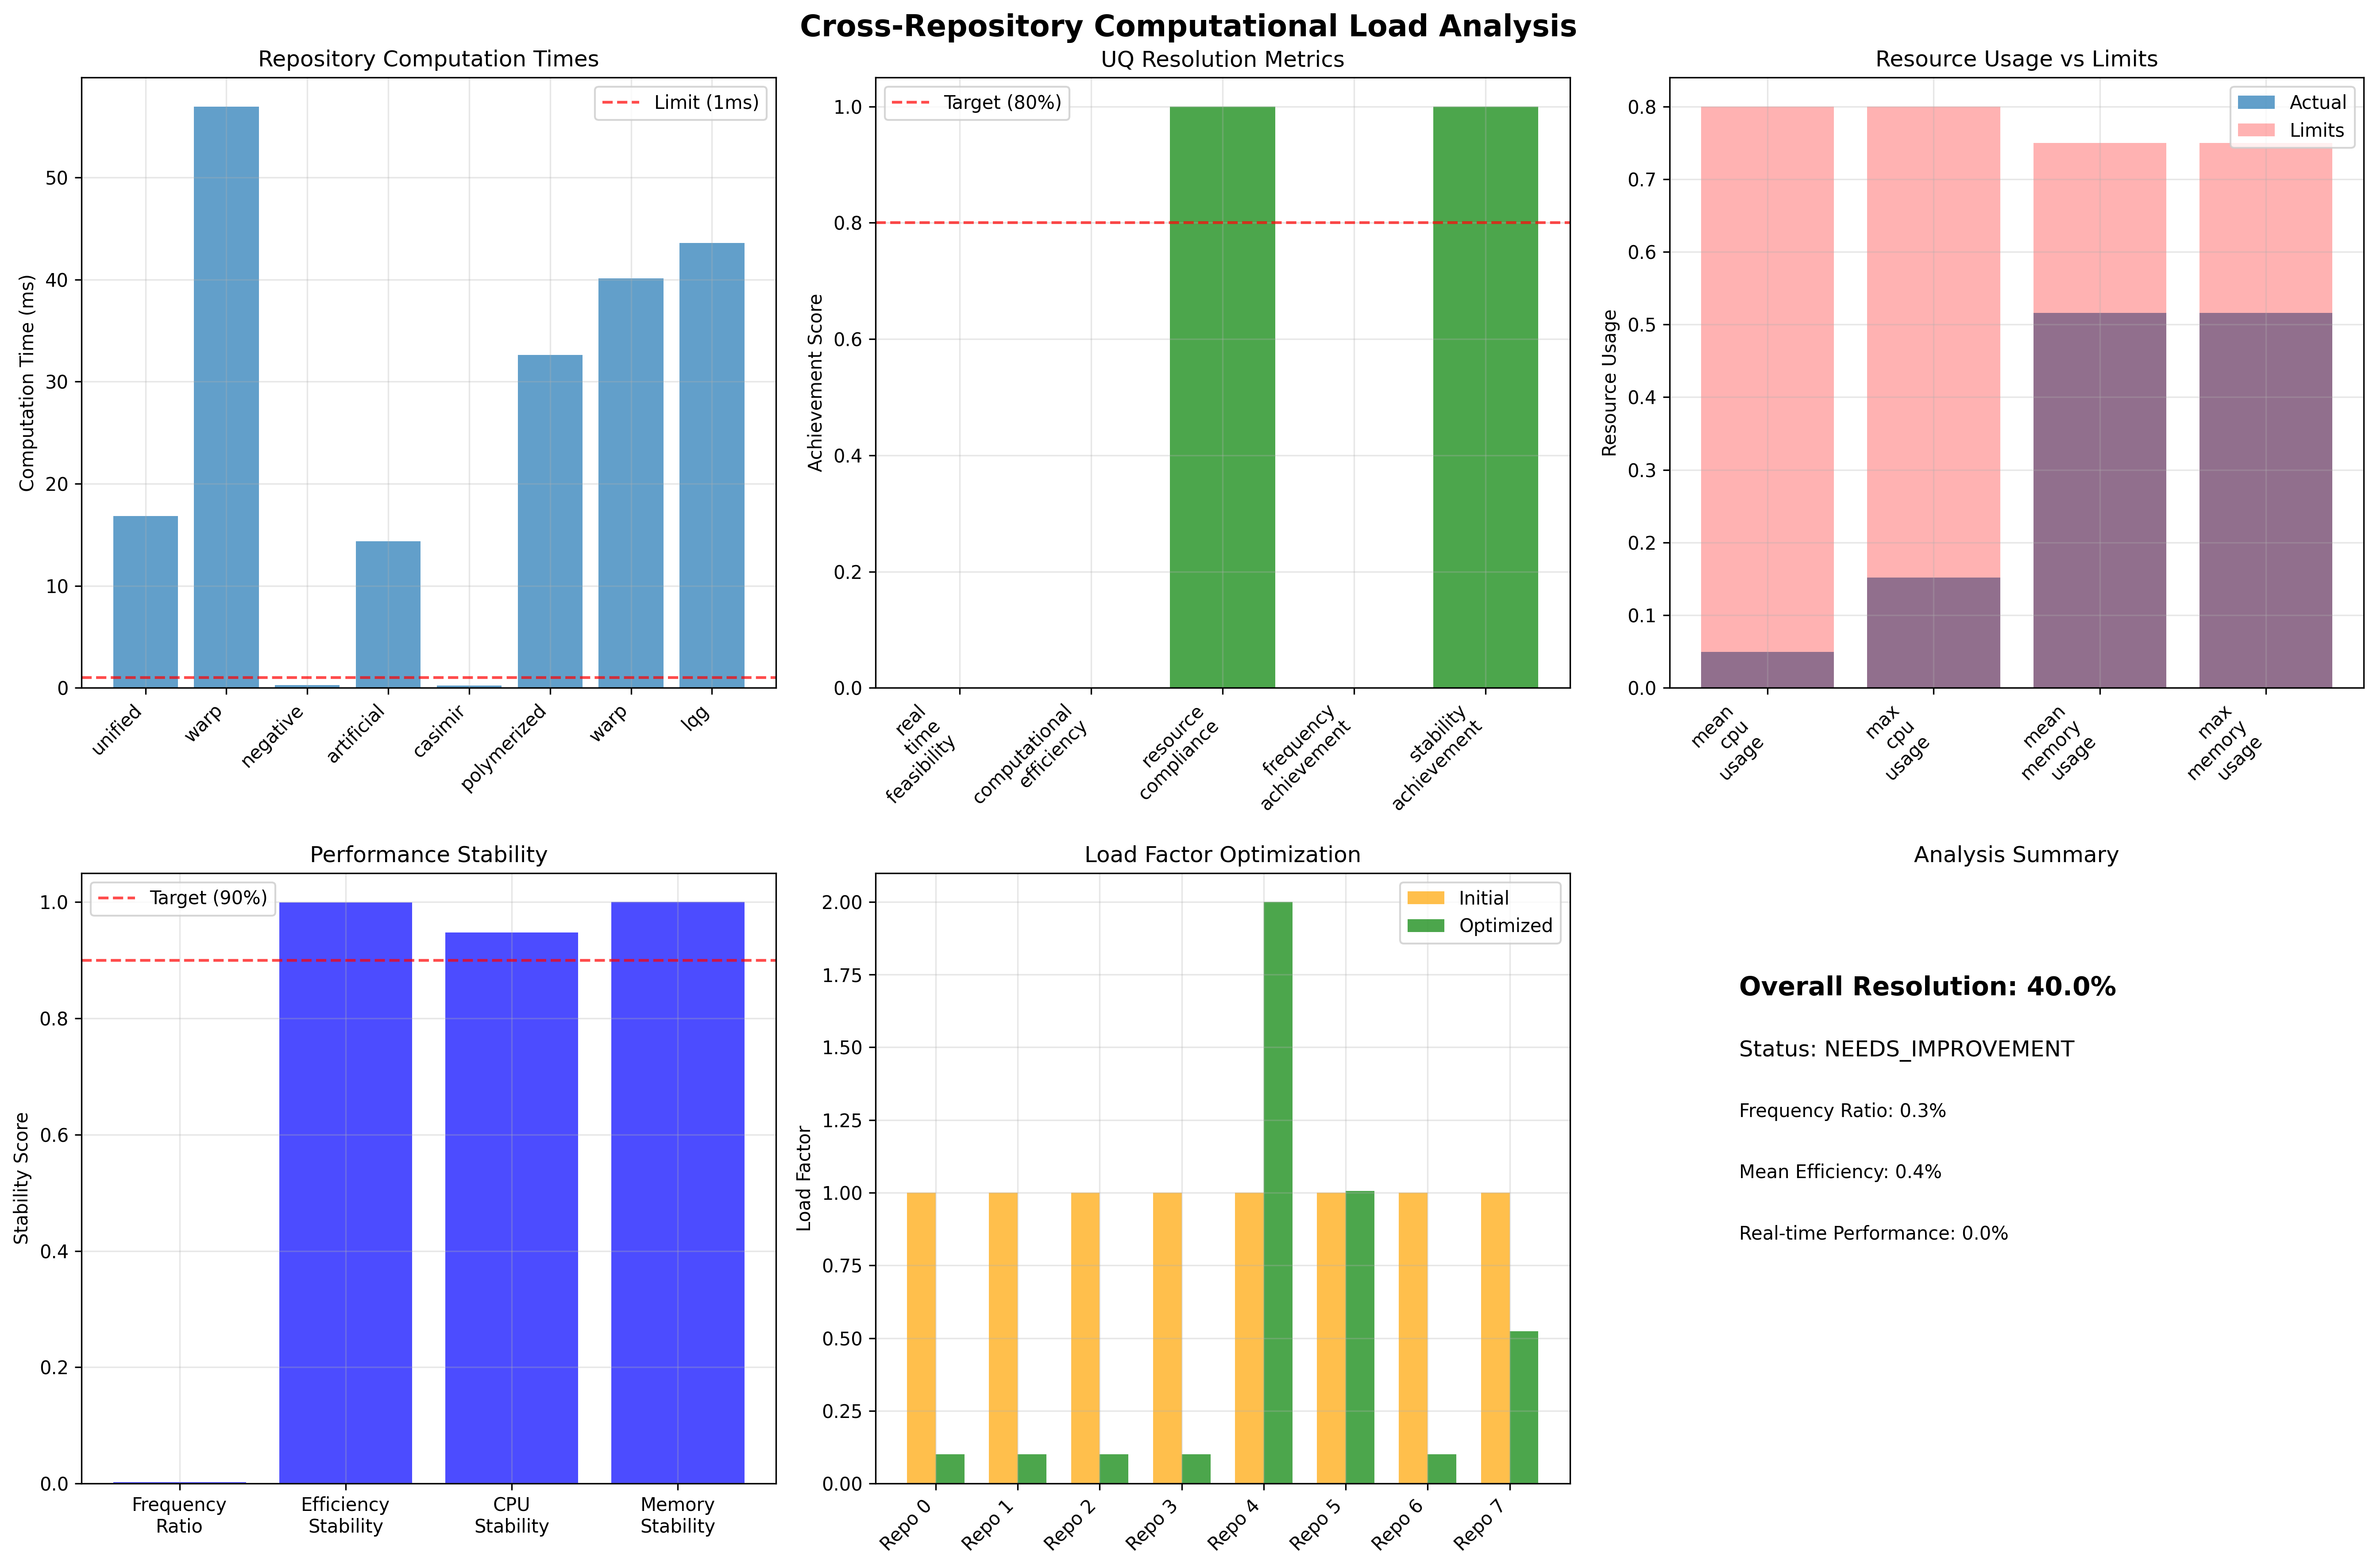 Cross-Repository Computational Load Analysis
Repository Computation Times
Computation Time (ms)
50
40
30
20
10
0
Limit (1ms)
unified
warp
negative
artificial
casimir
polymerized
warp
lqg
UQ Resolution Metrics
Achievement Score
1.0
0.8
0.6
0.4
0.2
0.0
Target (80%)
real
time
feasibility
computational
efficiency
resource
compliance
frequency
achievement
stability
achievement
Resource Usage vs Limits
Resource Usage
0.8
0.7
0.6
0.5
0.4
0.3
0.2
0.1
0.0
Actual
Limits
mean
cpu
usage
max
cpu
usage
mean
memory
usage
max
memory
usage
Performance Stability
Stability Score
1.0
0.8
0.6
0.4
0.2
0.0
Target (90%)
Frequency
Ratio
Efficiency
Stability
CPU
Stability
Memory
Stability
Load Factor Optimization
Load Factor
2.00
1.75
1.50
1.25
1.00
0.75
0.50
0.25
0.00
Initial
Optimized
Repo 0
Repo 1
Repo 2
Repo 3
Repo 4
Repo 5
Repo 6
Repo 7
Analysis Summary
Overall Resolution: 40.0%
Status: NEEDS_IMPROVEMENT
Frequency Ratio: 0.3%
Mean Efficiency: 0.4%
Real-time Performance: 0.0%